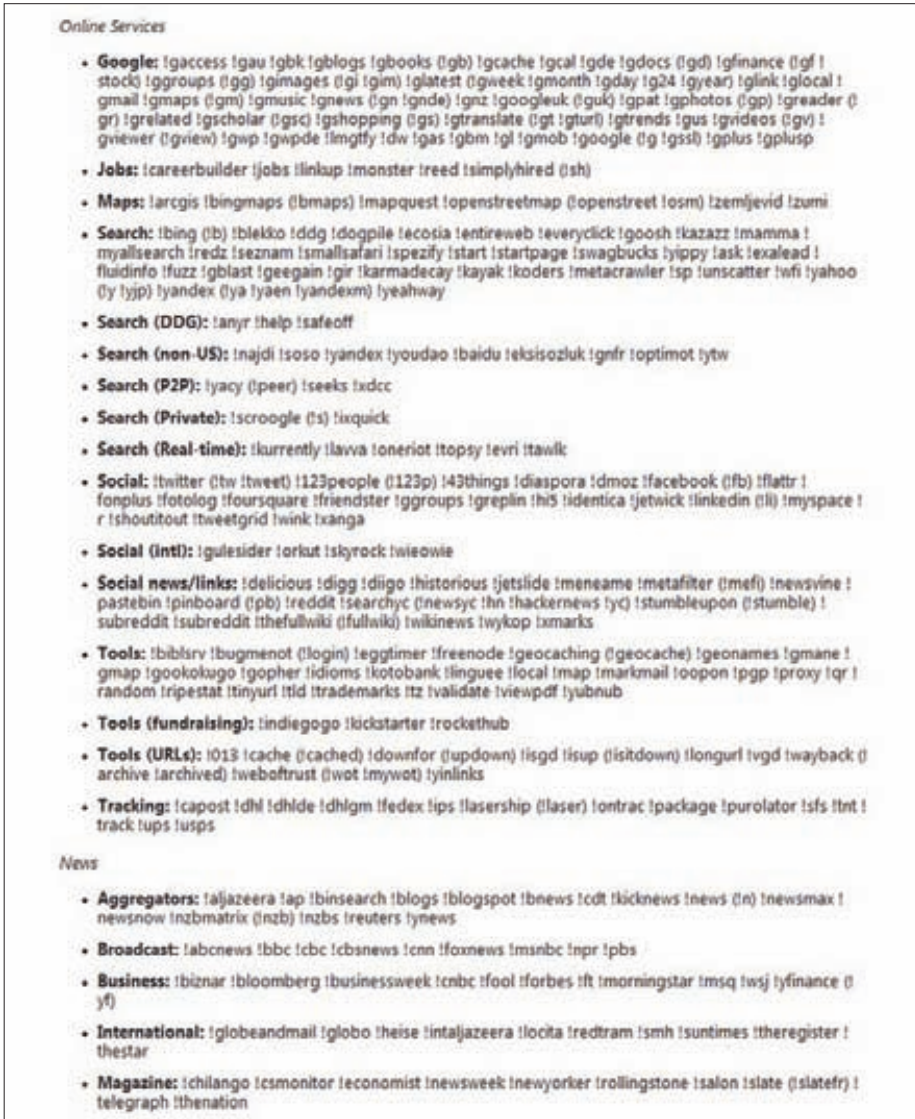 Online Services
• Google: !gaccess !gau !gbk !gblogs !gbooks (!gb) !gcache !gcal !gde !gdocs (!gd) !gfinance (!gf !
stock) !ggroups (!gg) !gimages (!gi !gim) !glatest (!gweek !gmonth !gday !g24 !gyear) !glink !glocal !
gmail !gmaps (!gm) !gmusic !gnews (!gn !gnde) !gnz !googleuk (!guk) !gpat !gphotos (!gp) !greader (!
gr) !grelated !gscholar (!gsc) !gshopping (!gs) !gtranslate (!gt !gturl) !gtrends !gus !gvideos (!gv) !
gviewer (!gview) !gwp !gwpde !lmgtfy !dw !gas !gbm !gl !gmob !google (!g !gssl) !gplus !gplusp
• Jobs: !careerbuilder !jobs !linkup !monster !reed !simplyhired (!sh)
• Maps: !arcgis !bingmaps (!bmaps) !mapquest !openstreetmap (!openstreet !osm) !zemljevid !zumi
• Search: !bing (!b) !blekko !ddg !dogpile !ecosia !entireweb !everyclick !goosh !kazazz !mamma !
myallsearch !redz !seznam !smallsafari !spezify !start !startpage !swagbucks !yippy !ask !exalead !
fluidinfo !fuzz !gblast !geegain !gir !karmadecay !kayak !koders !metacrawler !sp !unscatter !wfi !yahoo
(!y !yjp) !yandex (!ya !yaen !yandexm) !yeahway
• Search (DDG): !anyr !help !safeoff
• Search (non-US): !najdi !soso !yandex !youdao !baidu !eksisozluk !gnfr !optimot !ytw
• Search (P2P): !yacy (!peer) !seeks !xdcc
• Search (Private): !scroogle (!s) !ixquick
• Search (Real-time): !kurrently !lavva !oneriot !topsy !evri !tawlk
• Social: !twitter (!tw !tweet) !123people (!123p) !43things !diaspora !dmoz !facebook (!fb) !flattr !
fonplus !fotolog !foursquare !friendster !ggroups !greplin !hi5 !identica !jetwick !linkedin (!li) !myspace !
r !shoutitout !tweetgrid !wink !xanga
• Social (intl): !gulesider !orkut !skyrock !wieowie
• Social news/links: !delicious !digg !diigo !historious !jetslide !meneame !metafilter (!mefi) !newsvine !
pastebin !pinboard (!pb) !reddit !searchyc (!newsyc !hn !hackernews !yc) !stumbleupon (!stumble) !
subreddit !subreddit !thefullwiki (!fullwiki) !wikinews !wykop !xmarks
• Tools: !biblsrv !bugmenot (!login) !eggtimer !freenode !geocaching (!geocache) !geonames !gmane !
gmap !gookokugo !gopher !idioms !kotobank !linguee !local !map !markmail !oopon !pgp !proxy !qr !
random !ripestat !tinyurl !tld !trademarks !tz !validate !viewpdf !yubnub
• Tools (fundraising): !indiegogo !kickstarter !rockethub
• Tools (URLs): !013 !cache (!cached) !downfor (!updown) !isgd !isup (!isitdown) !longurl !vgd !wayback (!
archive !archived) !weboftrust (!wot !mywot) !yinlinks
• Tracking: !capost !dhl !dhlde !dhlgm !fedex !ips !lasership (!laser) !ontrac !package !purolator !sfs !tnt !
track !ups !usps
News
• Aggregators: !aljazeera !ap !binsearch !blogs !blogspot !bnews !cdt !kicknews !news (!n) !newsmax !
newsnow !nzbmatrix (!nzb) !nzbs !reuters !ynews
• Broadcast: !abcnews !bbc !cbc !cbsnews !cnn !foxnews !msnbc !npr !pbs
• Business: !biznar !bloomberg !businessweek !cnbc !fool !forbes !ft !morningstar !msq !wsj !yfinance (!
yf)
• International: !globeandmail !globo !heise !intaljazeera !locita !redtram !smh !suntimes !theregister !
thestar
• Magazine: !chilango !csmonitor !economist !newsweek !newyorker !rollingstone !salon !slate (!slatefr) !
telegraph !thenation